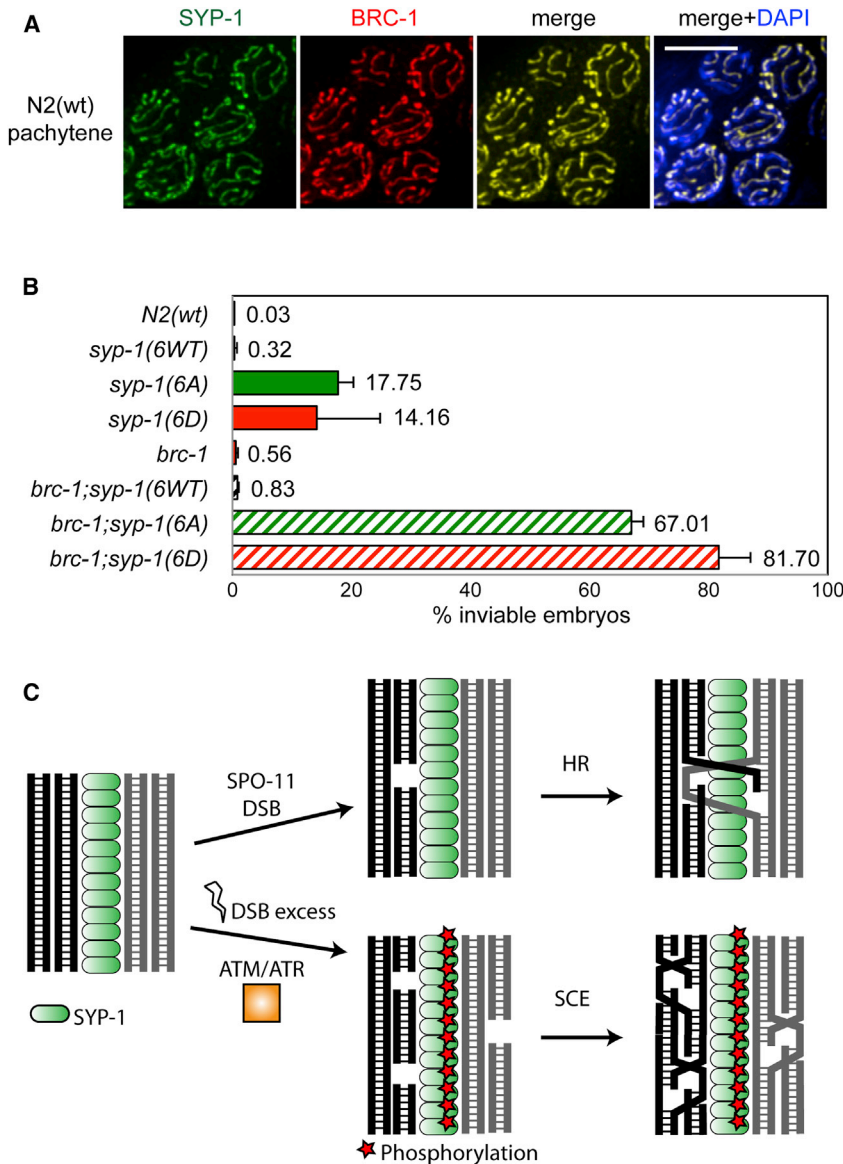 A
SYP-1
BRC-1
merge
merge+DAPI
N2(wt)
pachytene
B
N2(wt)
0.03
syp-1(6WT)
0.32
syp-1(6A)
17.75
syp-1(6D)
14.16
brc-1
0.56
brc-1;syp-1(6WT)
0.83
brc-1;syp-1(6A)
67.01
brc-1;syp-1(6D)
81.70
0 20 40 60 80 100
% inviable embryos
C
SPO-11
DSB
HR
DSB excess
ATM/ATR
SCE
SYP-1
Phosphorylation